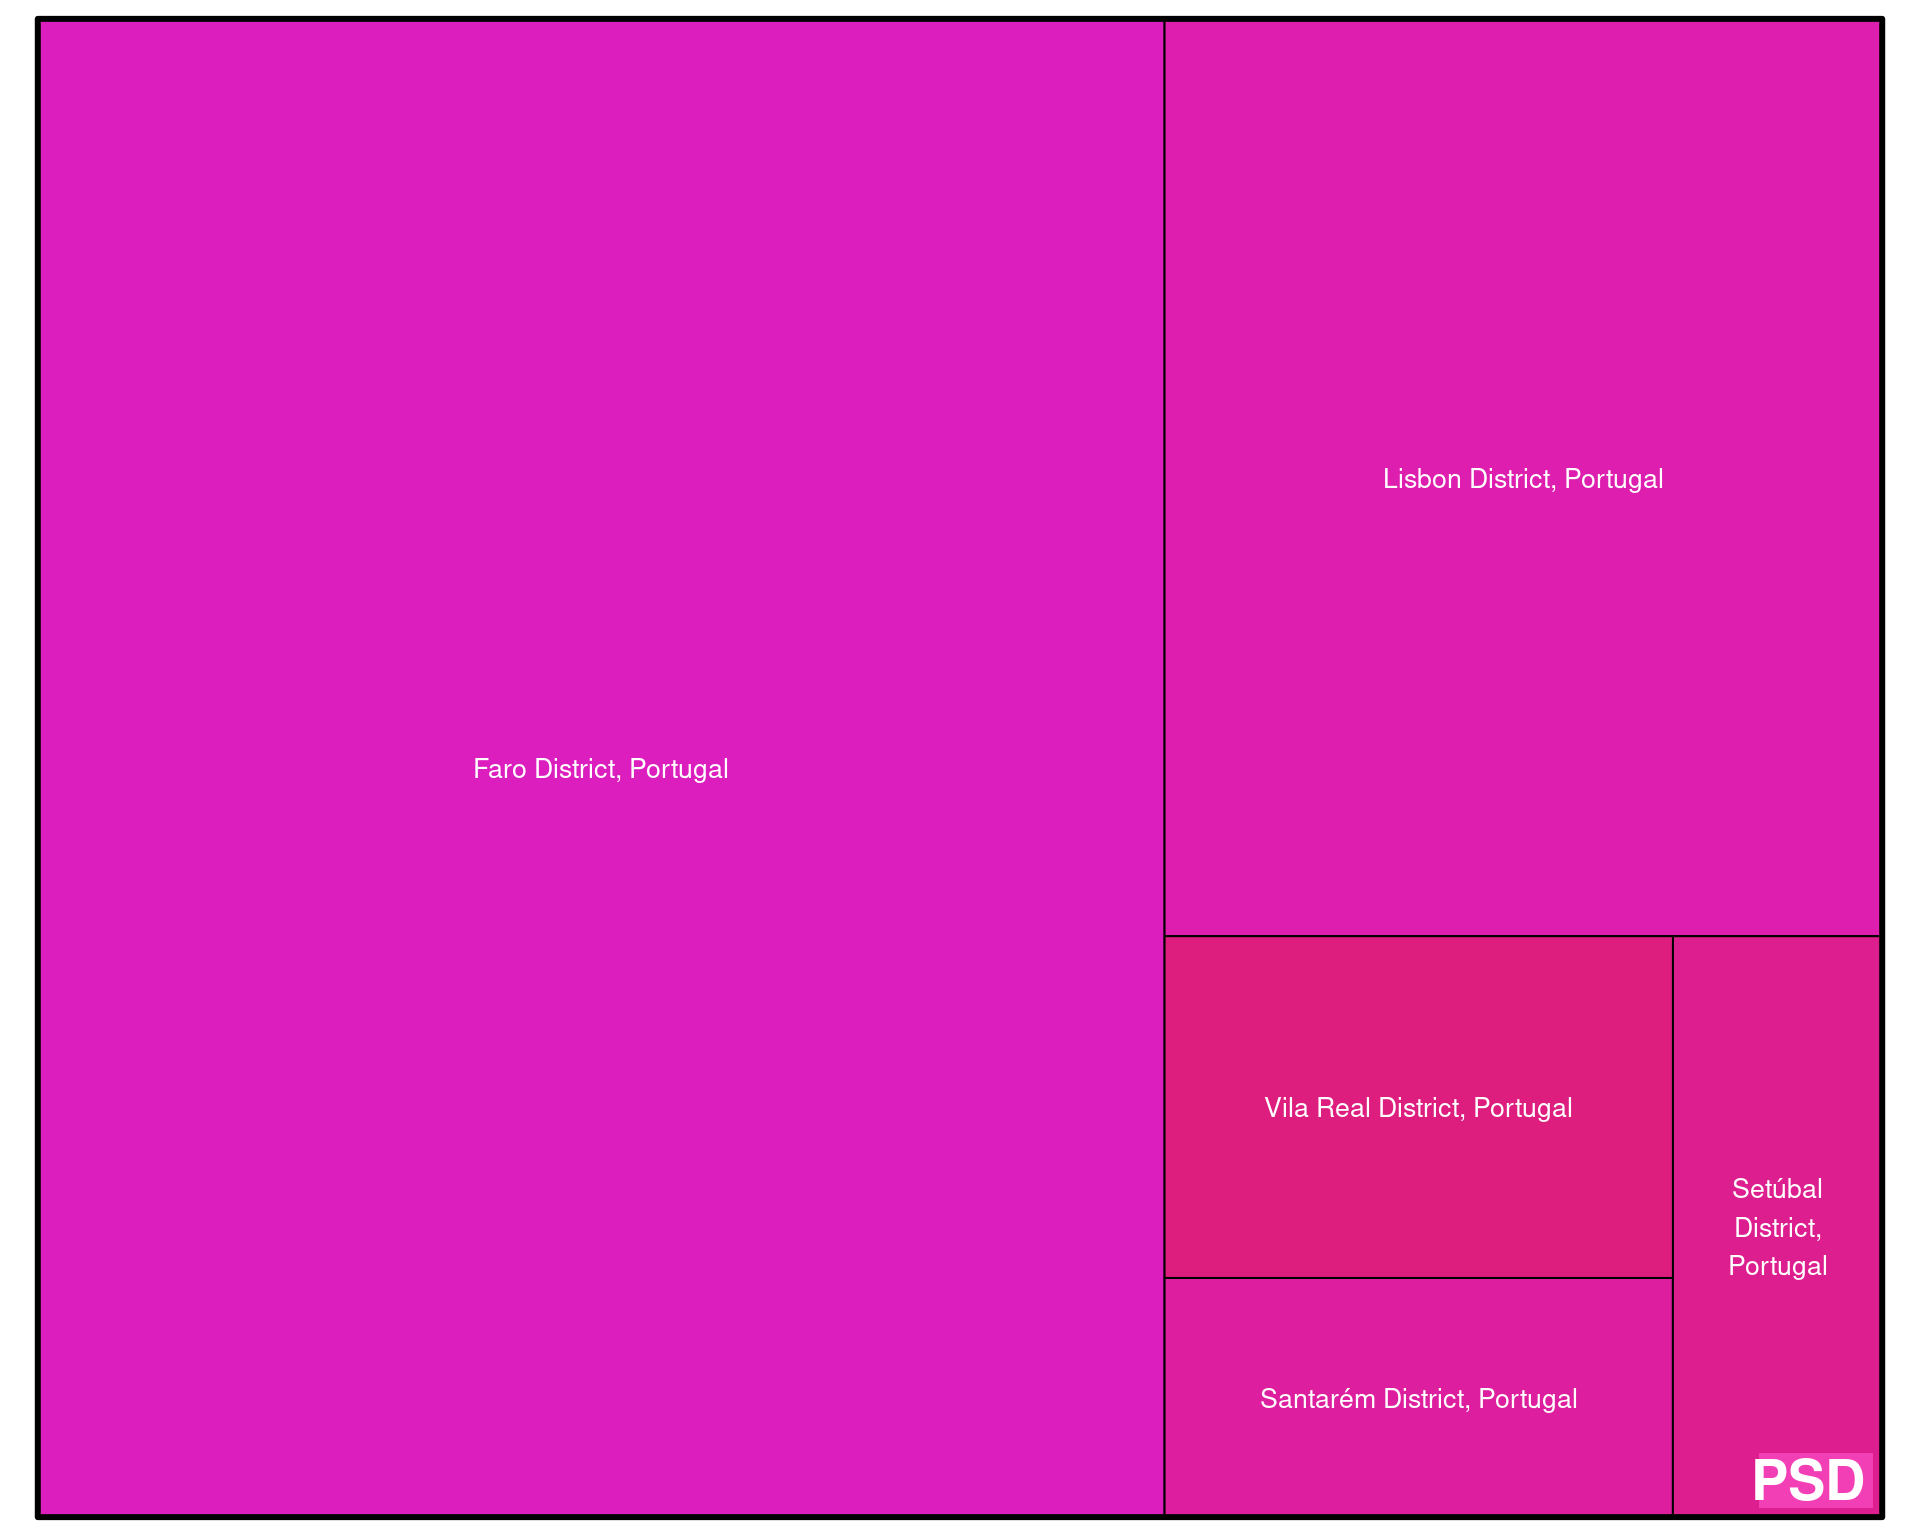 Lisbon District, Portugal
Faro District, Portugal
Vila Real District, Portugal
Setúbal
District,
Portugal
Santarém District, Portugal
PSD